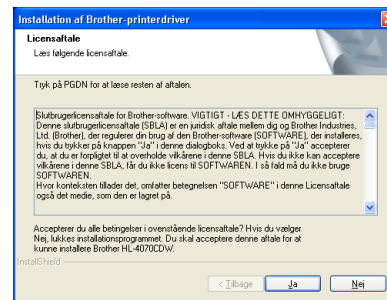 Installation af Brother-printerdriver
Licensaftale
Læs følgende licensaftale.
Tryk på PGDN for at læse resten af aftalen.
Slutbrugerlicensaftale for Brother-software. VIGTIGT - LÆS DETTE OMHYGGELIGT:
Denne slutbrugerlicensaftale (SBLA) er en juridisk aftale mellem dig og Brother Industries,
Ltd. (Brother), der regulerer din brug af den Brother-software (SOFTWARE), der installeres,
hvis du trykker på knappen "Ja" i denne dialogboks. Ved at trykke på "Ja" accepterer
du, at du er forpligtet til at overholde vilkårene i denne SBLA. Hvis du ikke kan acceptere
vilkårene i denne SBLA, får du ikke licens til SOFTWAREN. I så fald må du ikke bruge
SOFTWAREN.
Hvor konteksten tillader det, omfatter betegnelsen "SOFTWARE" i denne Licensaftale
også det medie, som den er lagret på.
Accepterer du alle betingelser i ovenstående licensaftale? Hvis du vælger
Nej, lukkes installationsprogrammet. Du skal acceptere denne aftale for at
kunne installere Brother HL-4070CDW.
InstallShield
< Tilbage
Ja
Nej